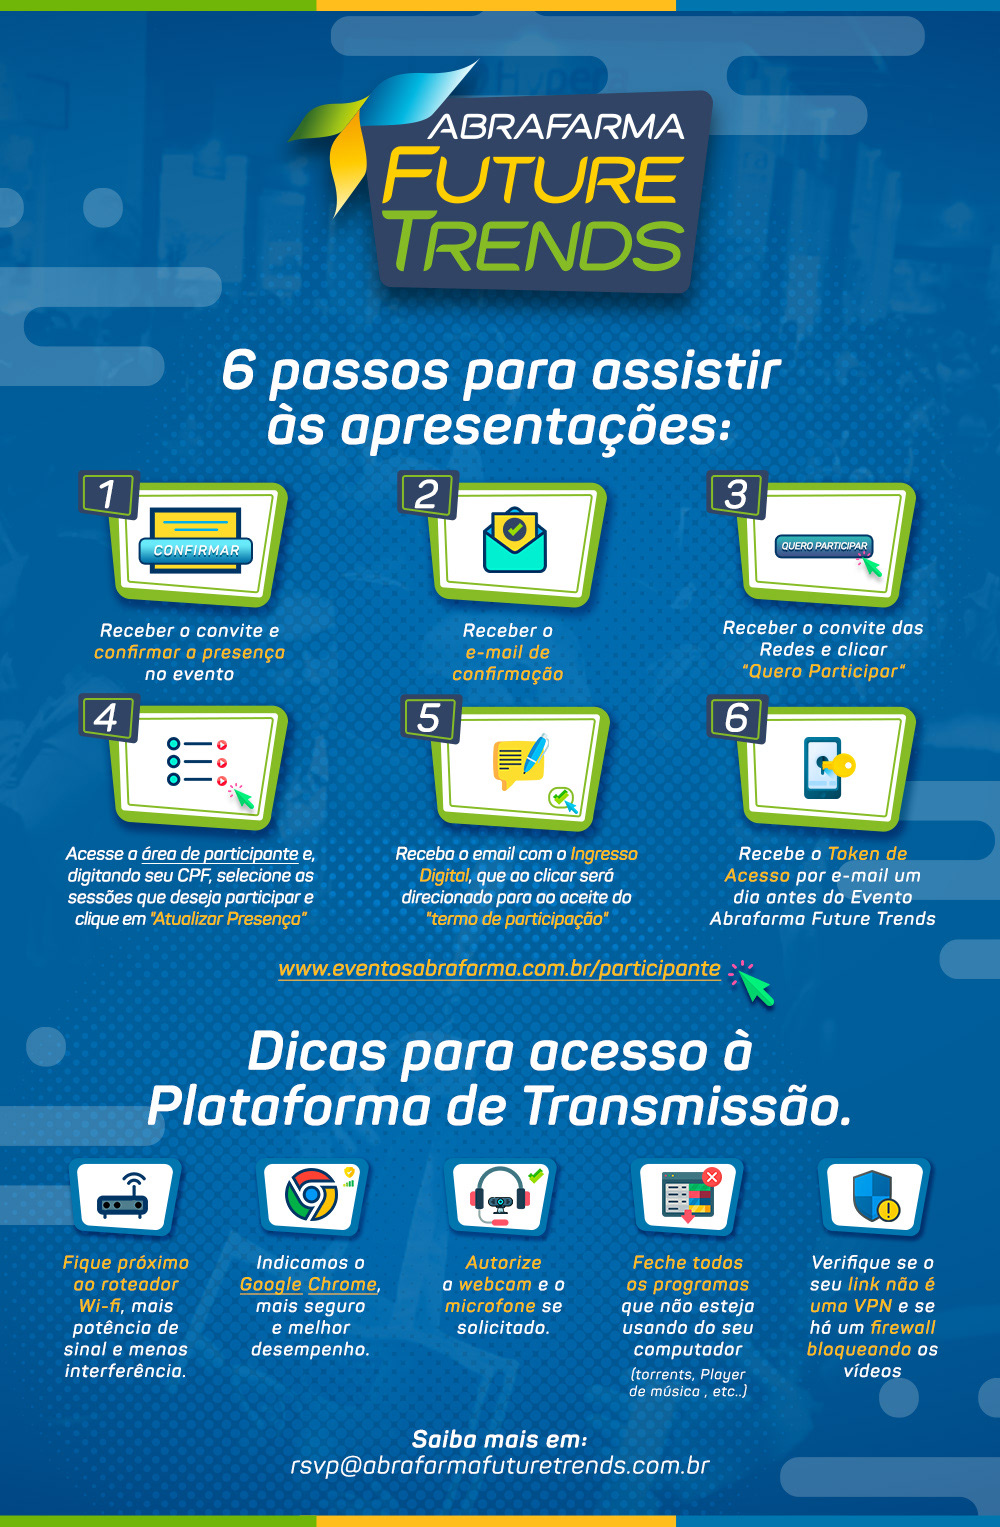 ABRAFARMA
FUTURE
TRENDS
6 passos para assistir
às apresentações:
1
CONFIRMAR
Receber o convite e
confirmar a presença
no evento
2
Receber o
e-mail de
confirmação
3
QUERO PARTICIPAR
Receber o convite das
Redes e clicar
"Quero Participar"
4
Acesse a área de participante e,
digitando seu CPF, selecione as
sessões que deseja participar e
clique em "Atualizar Presença"
5
Receba o email com o Ingresso
Digital, que ao clicar será
direcionado para ao aceite do
"termo de participação"
6
Recebe o Token de
Acesso por e-mail um
dia antes do Evento
Abrafarma Future Trends
www.eventosabrafarma.com.br/participante
Dicas para acesso à
Plataforma de Transmissão.
Fique próximo
ao roteador
Wi-fi, mais
potência de
sinal e menos
interferência.
Indicamos o
Google Chrome,
mais seguro
e melhor
desempenho.
Autorize
a webcam e o
microfone se
solicitado.
Feche todos
os programas
que não esteja
usando do seu
computador
(torrents, Player
de música , etc..)
Verifique se o
seu link não é
uma VPN e se
há um firewall
bloqueando os
vídeos
Saiba mais em:
rsvp@abrafarmafuturetrends.com.br